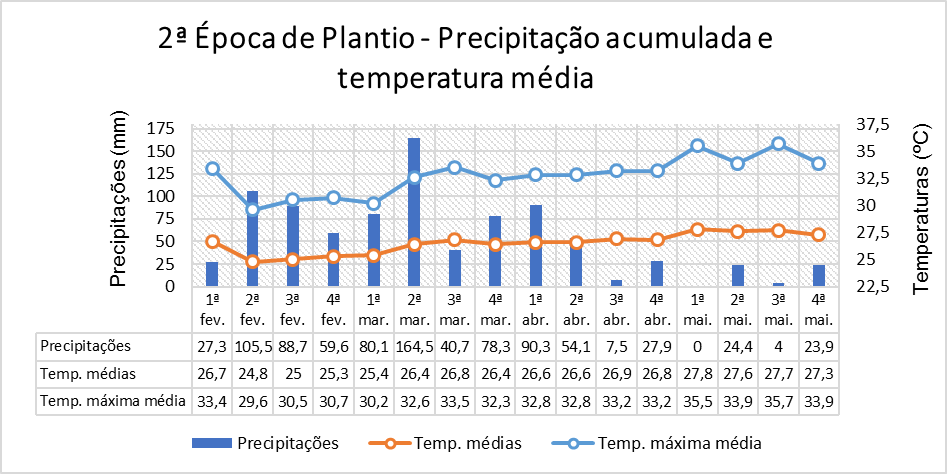 2ª Época de Plantio - Precipitação acumulada e
temperatura média
Precipitações (mm)
175
150
125
100
75
50
25
0
Temperaturas (ºC)
37,5
35
32,5
30
27,5
25
22,5
1ª fev. 2ª fev. 3ª fev. 4ª fev. 1ª mar. 2ª mar. 3ª mar. 4ª mar. 1ª abr. 2ª abr. 3ª abr. 4ª abr. 1ª mai. 2ª mai. 3ª mai. 4ª mai.
Precipitações 27,3 105,5 88,7 59,6 80,1 164,5 40,7 78,3 90,3 54,1 7,5 27,9 0 24,4 4 23,9
Temp. médias 26,7 24,8 25 25,3 25,4 26,4 26,8 26,4 26,6 26,6 26,9 26,8 27,8 27,6 27,7 27,3
Temp. máxima média 33,4 29,6 30,5 30,7 30,2 32,6 33,5 32,3 32,8 32,8 33,2 33,2 35,5 33,9 35,7 33,9
Precipitações Temp. médias Temp. máxima média